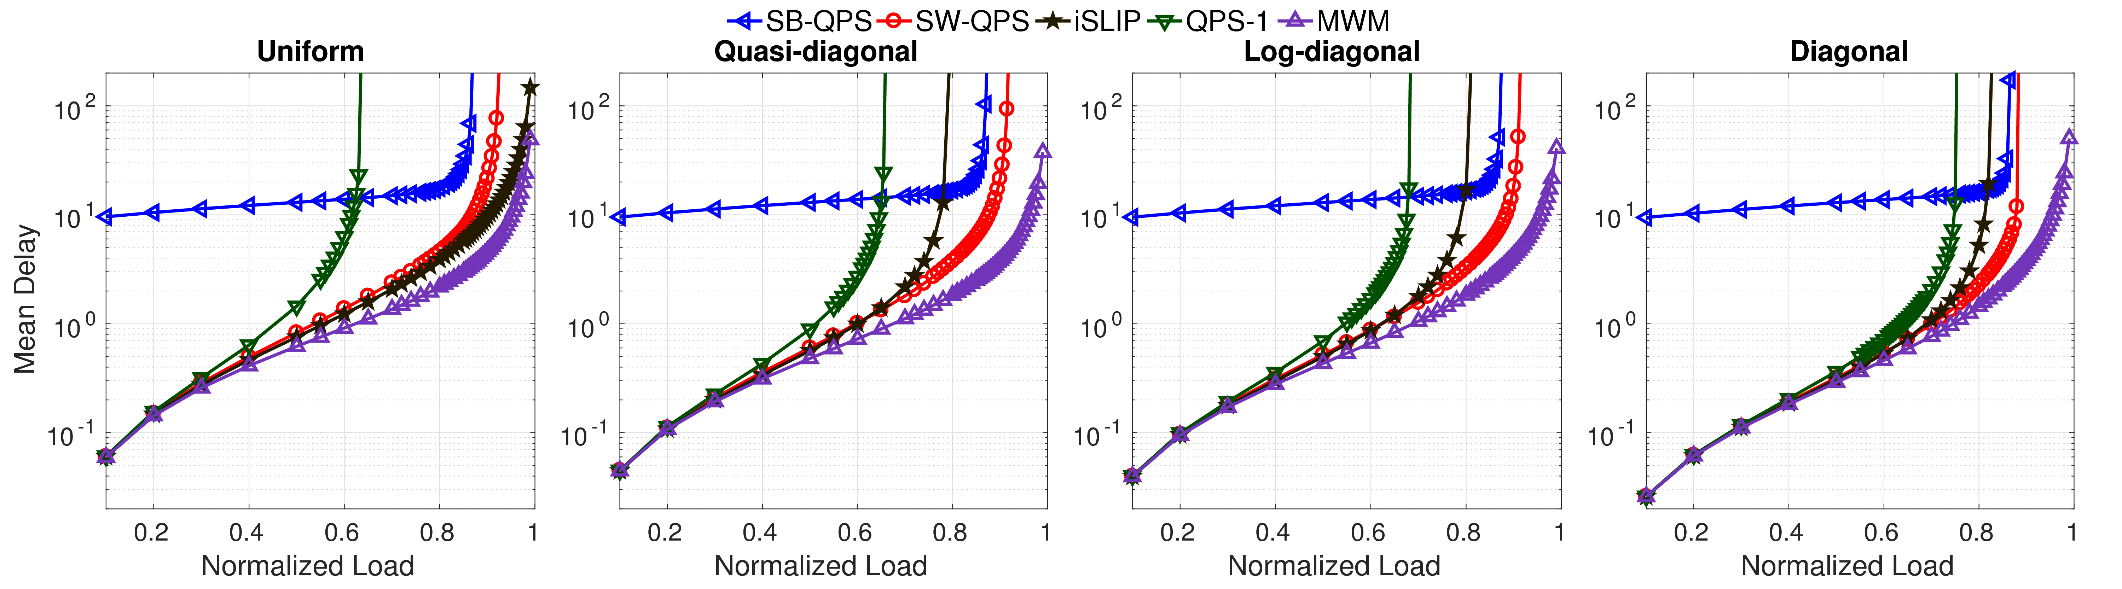 SB-QPS SW-QPS iSLIP QPS-1 MWM
Uniform Quasi-diagonal Log-diagonal Diagonal
10^2 10^2 10^2 10^2
10^1 10^1 10^1 10^1
10^0 10^0 10^0 10^0
10^-1 10^-1 10^-1 10^-1
Mean Delay
0.2 0.4 0.6 0.8 1 0.2 0.4 0.6 0.8 1 0.2 0.4 0.6 0.8 1 0.2 0.4 0.6 0.8 1
Normalized Load Normalized Load Normalized Load Normalized Load